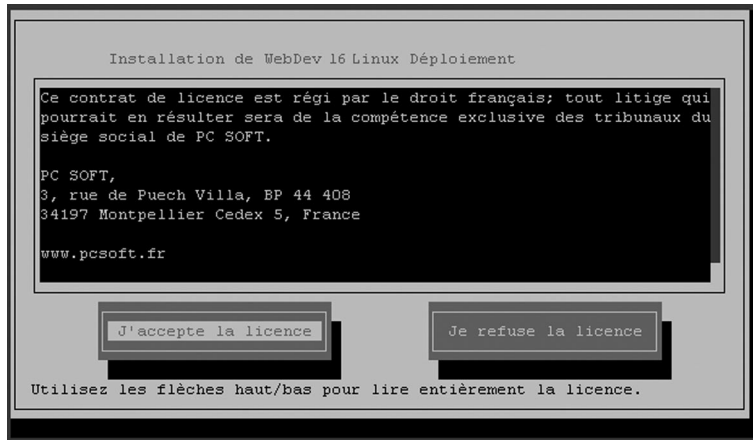 Installation de WebDev 16 Linux Déploiement
Ce contrat de licence est régi par le droit français; tout litige qui
pourrait en résulter sera de la compétence exclusive des tribunaux du
siège social de PC SOFT.
PC SOFT,
3, rue de Puech Villa, BP 44 408
34197 Montpellier Cedex 5, France
www.pcsoft.fr
J'accepte la licence
Je refuse la licence
Utilisez les flèches haut/bas pour lire entièrement la licence.